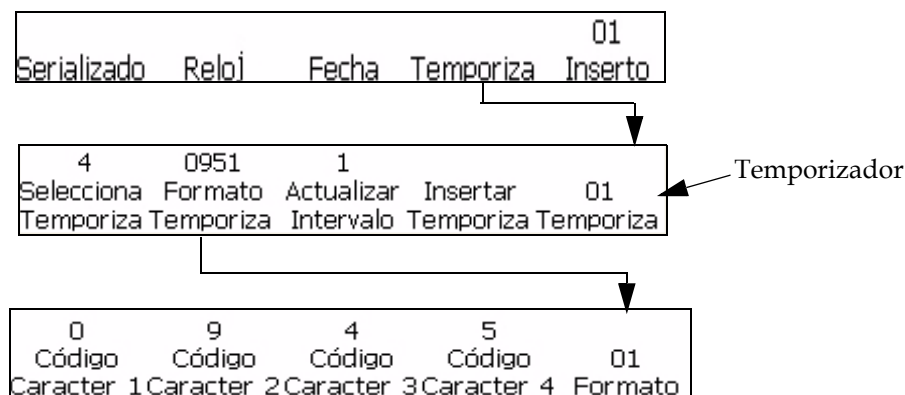 01
Serializado Reloj Fecha Temporiza Inserto
4 0951 1
Selecciona Formato Actualizar Insertar 01
Temporiza Temporiza Intervalo Temporiza Temporiza
Temporizador
0 9 4 5
Código Código Código Código 01
Caracter 1 Caracter 2 Caracter 3 Caracter 4 Formato